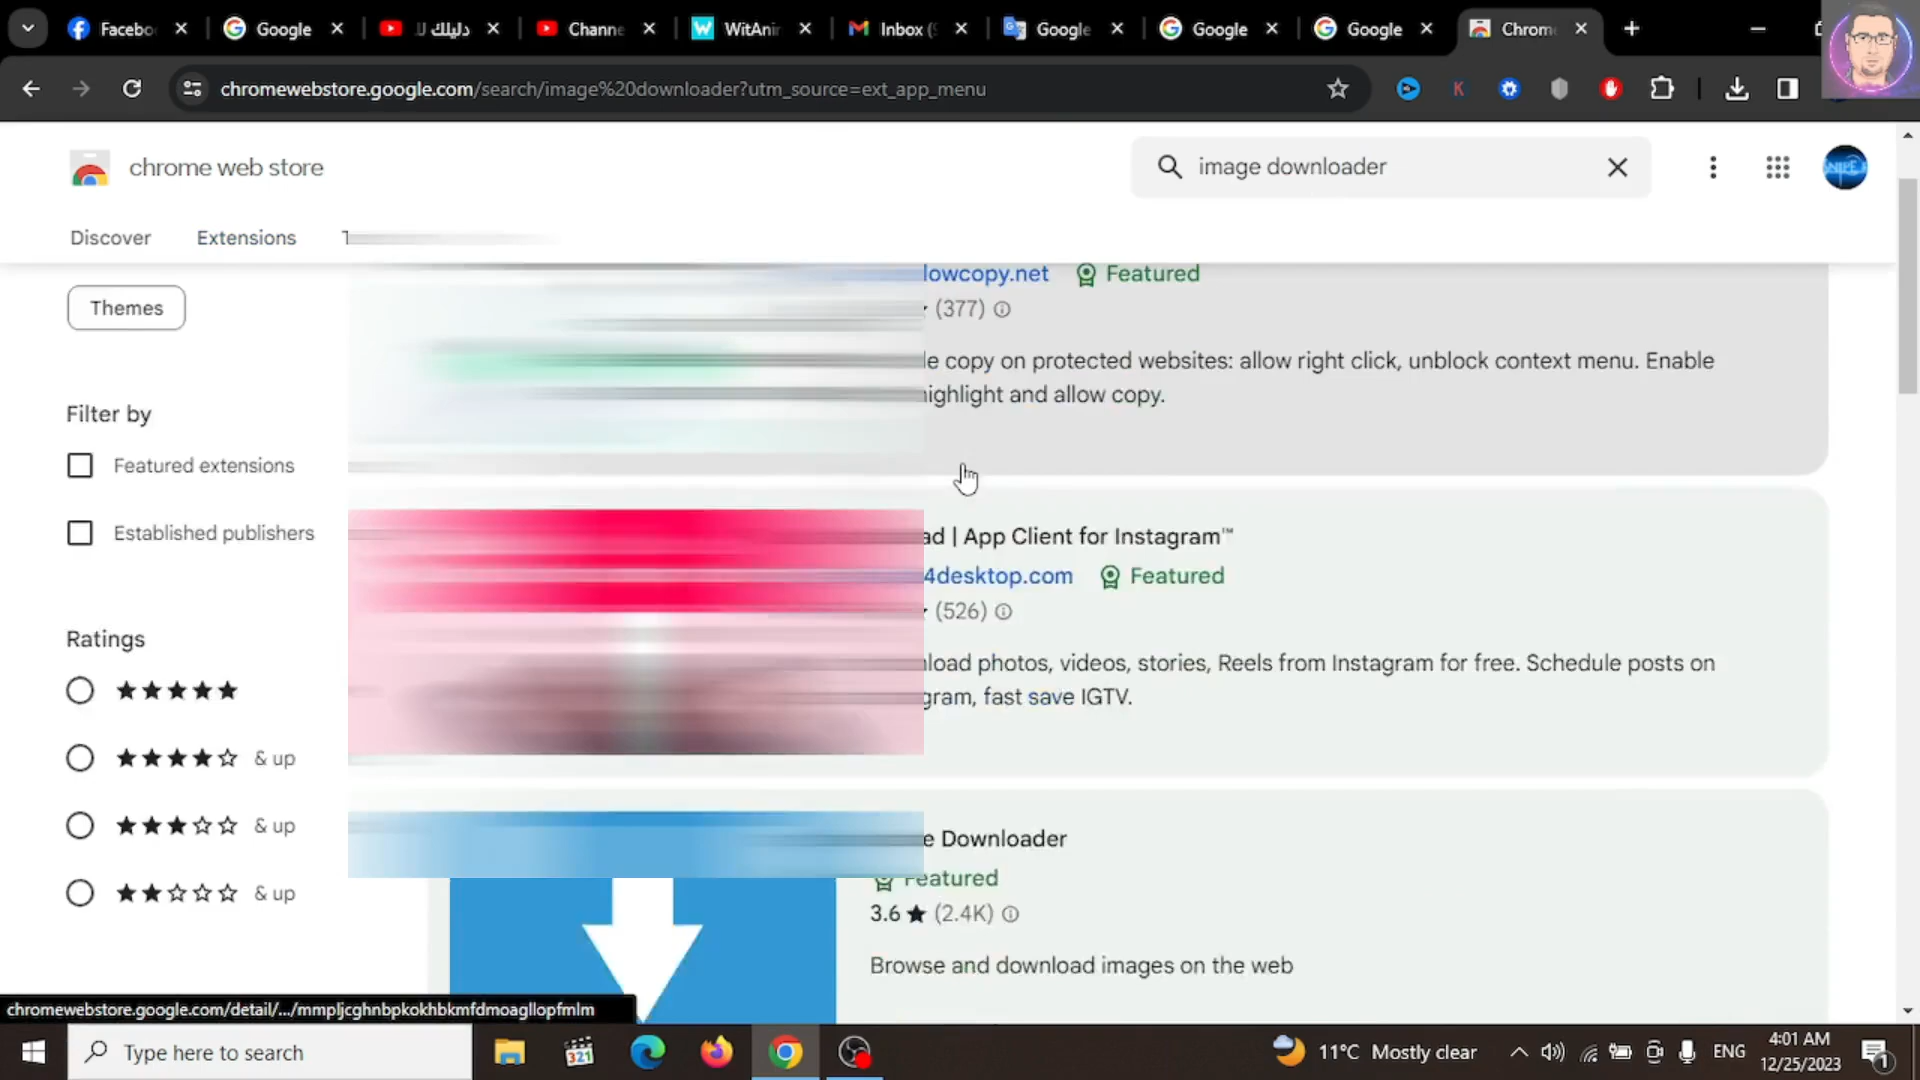 Facebo
Google
دليلك لـ
Channe
WitAni
Inbox (
Google
Google
Google
Chrom
chromewebstore.google.com/search/image%20downloader?utm_source=ext_app_menu
chrome web store
image downloader
Discover
Extensions
Themes
lowcopy.net
Featured
(377)
copy on protected websites: allow right click, unblock context menu. Enable
highlight and allow copy.
Filter by
Featured extensions
Established publishers
ad | App Client for Instagram™
4desktop.com
Featured
(526)
load photos, videos, stories, Reels from Instagram for free. Schedule posts on
gram, fast save IGTV.
Ratings
& up
& up
& up
e Downloader
Featured
3.6 ★ (2.4K)
Browse and download images on the web
chromewebstore.google.com/detail/.../mmpljcghnbpkokhbkmfdmoagllopfmlm
Type here to search
321
11°C Mostly clear
ENG
4:01 AM
12/25/2023
1